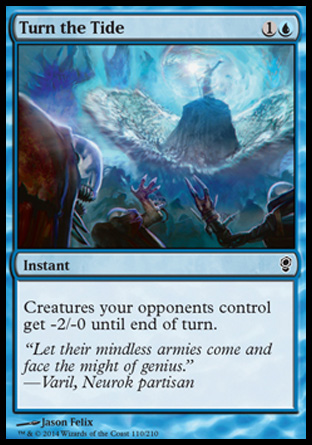 Turn the Tide 1
Instant
Creatures your opponents control
get -2/-0 until end of turn.
“Let their mindless armies come and
face the might of genius.”
—Varil, Neurok partisan
Jason Felix
™ & © 2014 Wizards of the Coast 110/210